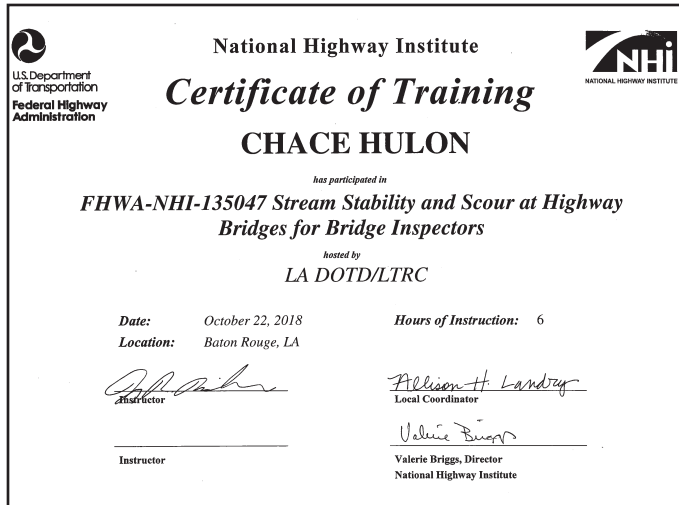 U.S. Department
of Transportation
Federal Highway
Administration
National Highway Institute
NHi
NATIONAL HIGHWAY INSTITUTE
Certificate of Training
CHACE HULON
has participated in
FHWA-NHI-135047 Stream Stability and Scour at Highway
Bridges for Bridge Inspectors
hosted by
LA DOTD/LTRC
Date: October 22, 2018
Hours of Instruction: 6
Location: Baton Rouge, LA
Instructor
Allison H. Landry
Local Coordinator
Valerie Briggs
Instructor
Valerie Briggs, Director
National Highway Institute